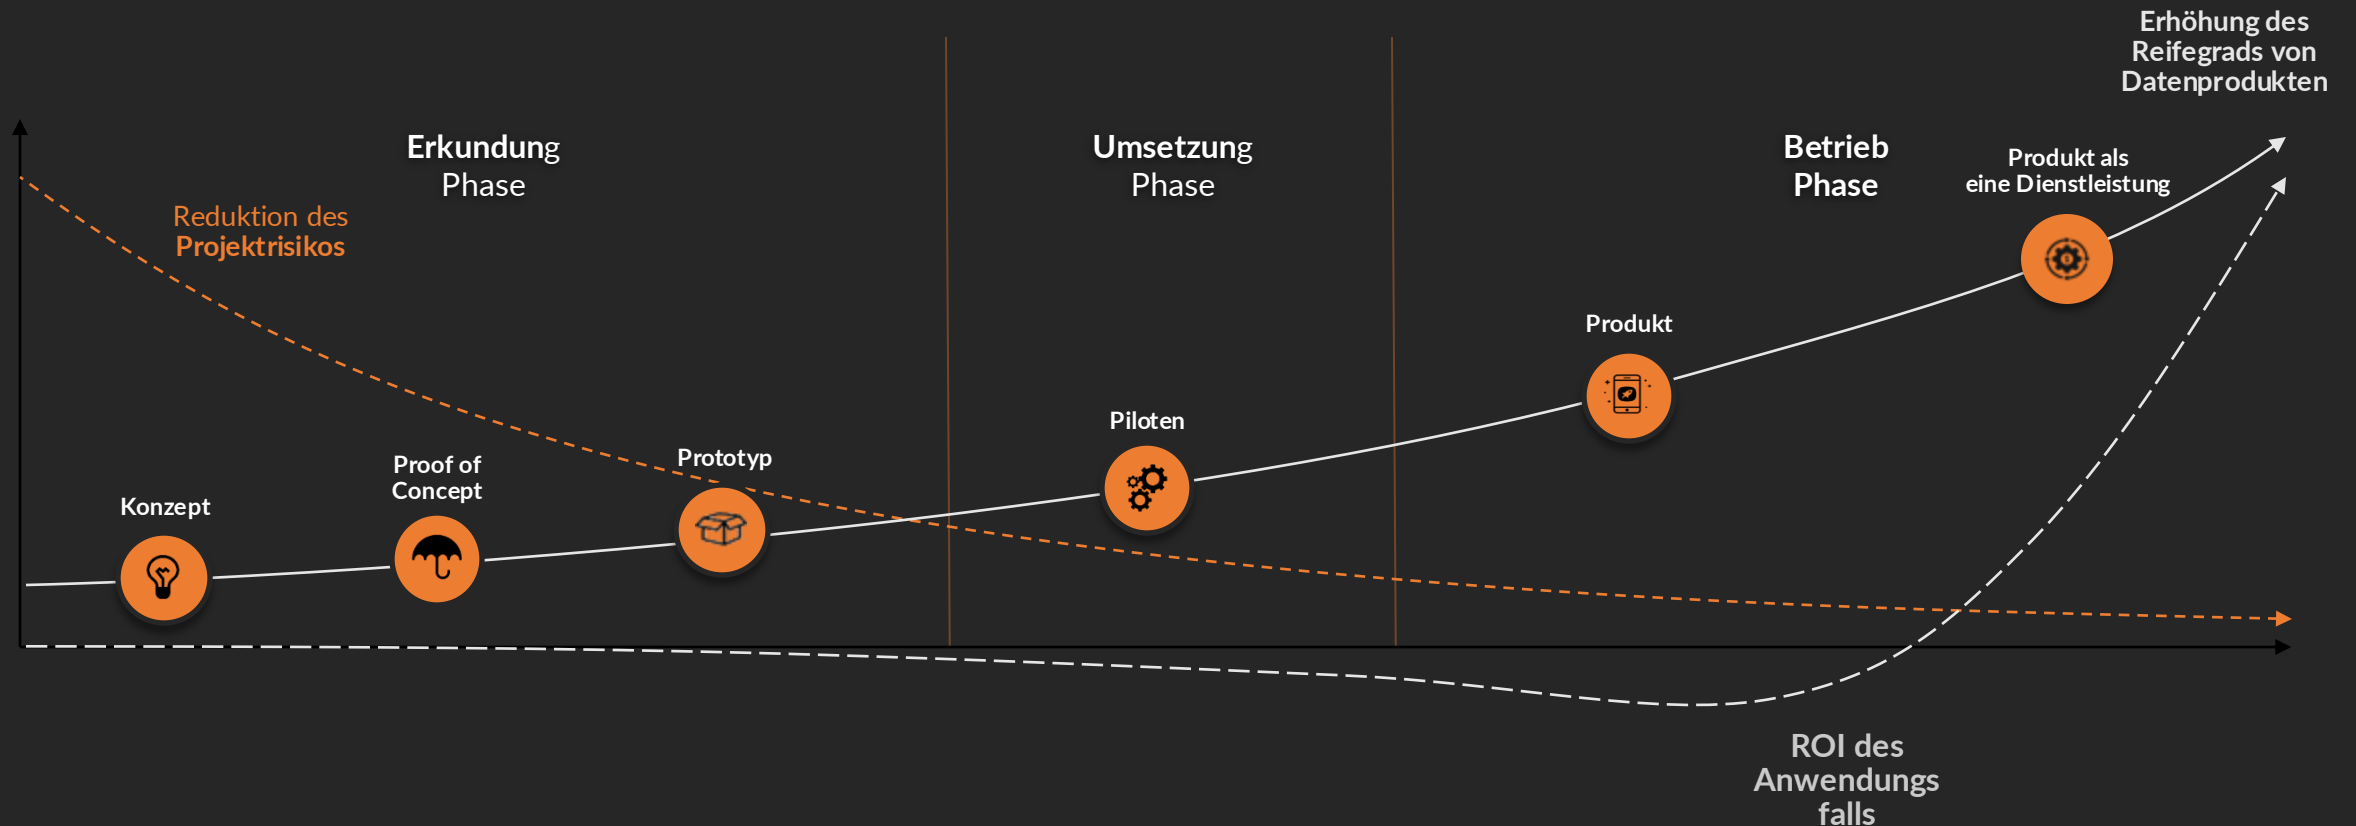 Erhöhung des
Reifegrads von
Datenprodukten
Erkundung
Phase
Umsetzung
Phase
Betrieb
Phase
Produkt als
eine Dienstleistung
Reduktion des
Projektrisikos
Produkt
Piloten
Prototyp
Proof of
Concept
Konzept
ROI des
Anwendungs
falls